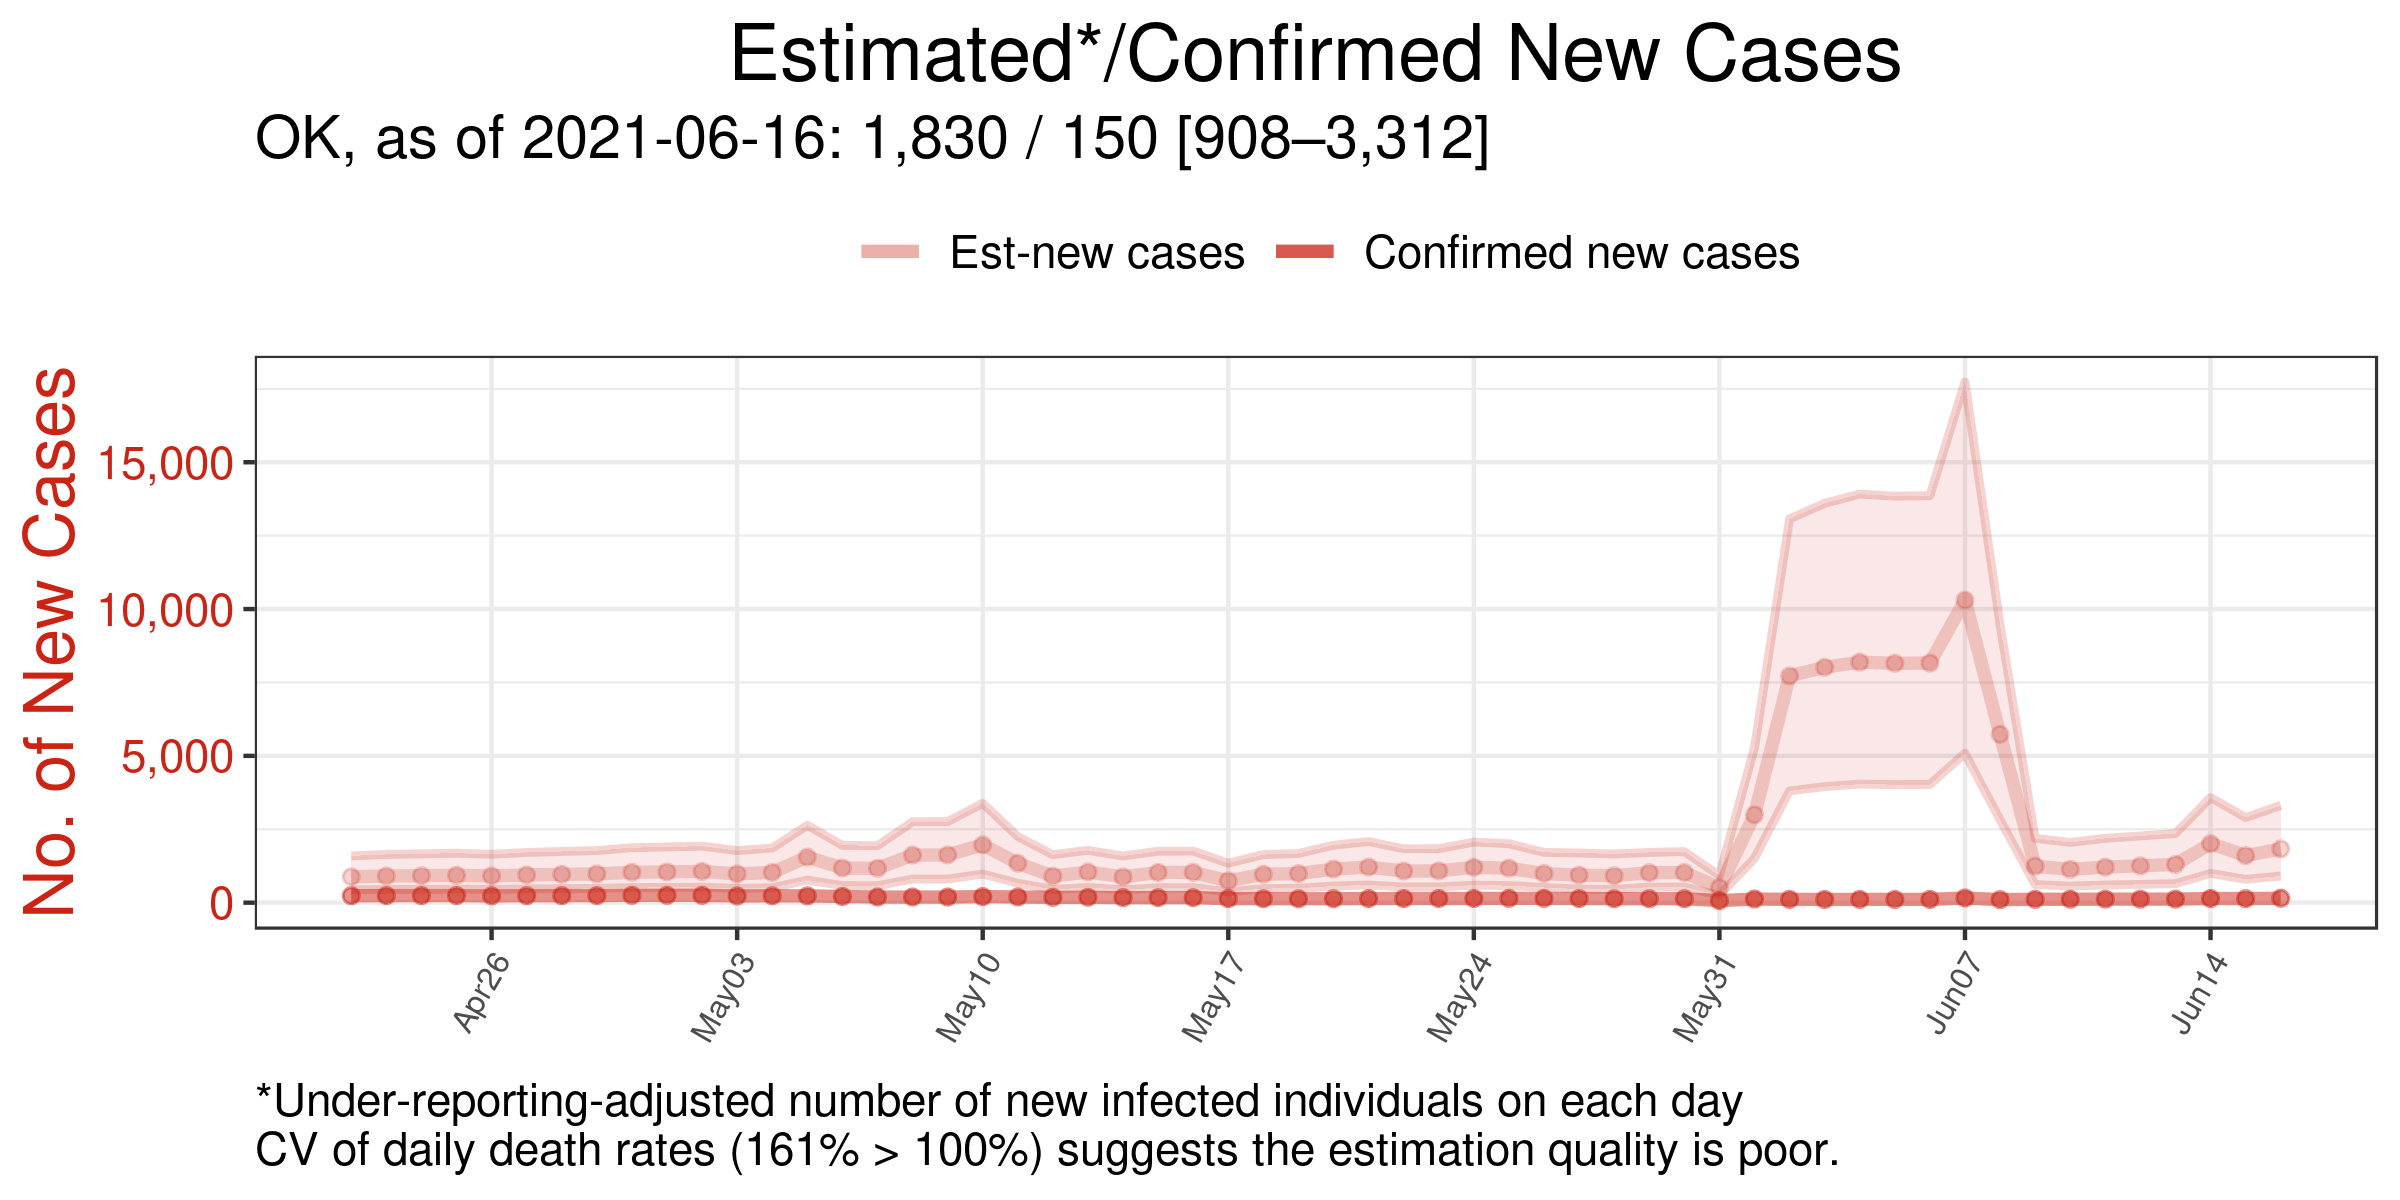 Estimated*/Confirmed New Cases
OK, as of 2021-06-16: 1,830 / 150 [908–3,312]
Est-new cases Confirmed new cases
No. of New Cases
15,000
10,000
5,000
0
Apr26 May03 May10 May17 May24 May31 Jun07 Jun14
*Under-reporting-adjusted number of new infected individuals on each day
CV of daily death rates (161% > 100%) suggests the estimation quality is poor.